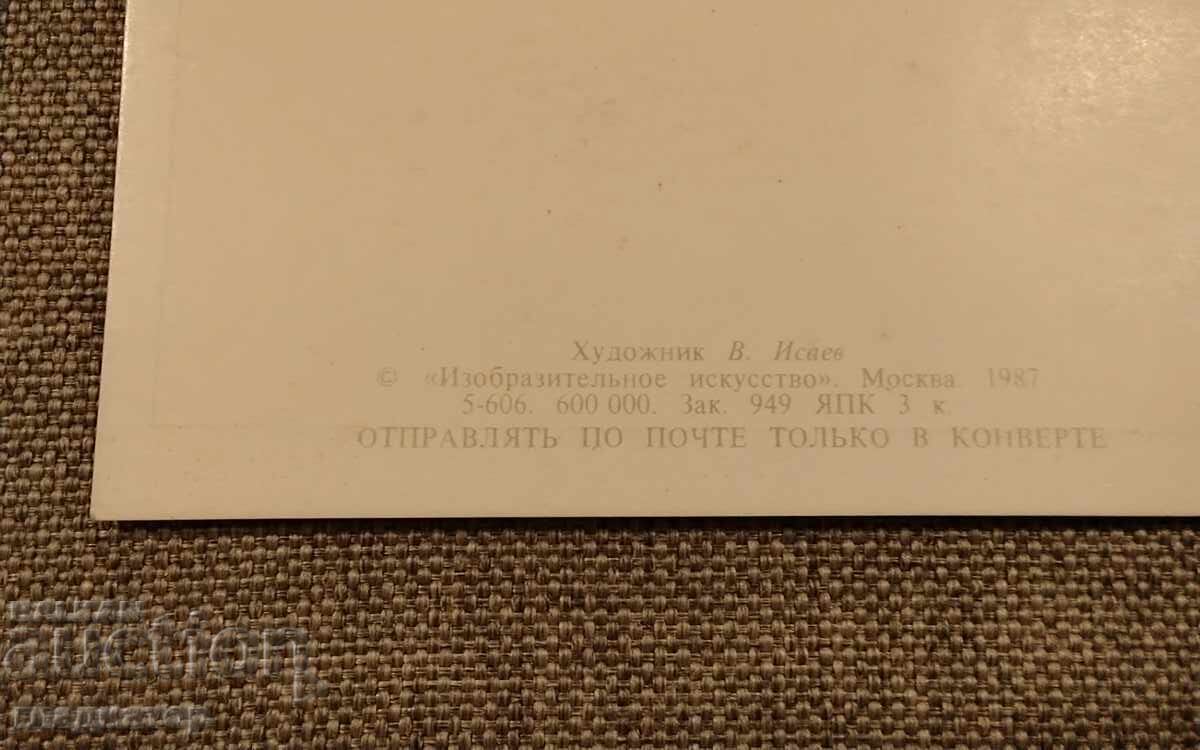 Художник В. Исаев
© «Изобразительное искусство». Москва. 1987
5-606. 600 000. Зак. 949 ЯПК 3 к.
ОТПРАВЛЯТЬ ПО ПОЧТЕ ТОЛЬКО В КОНВЕРТЕ
auction